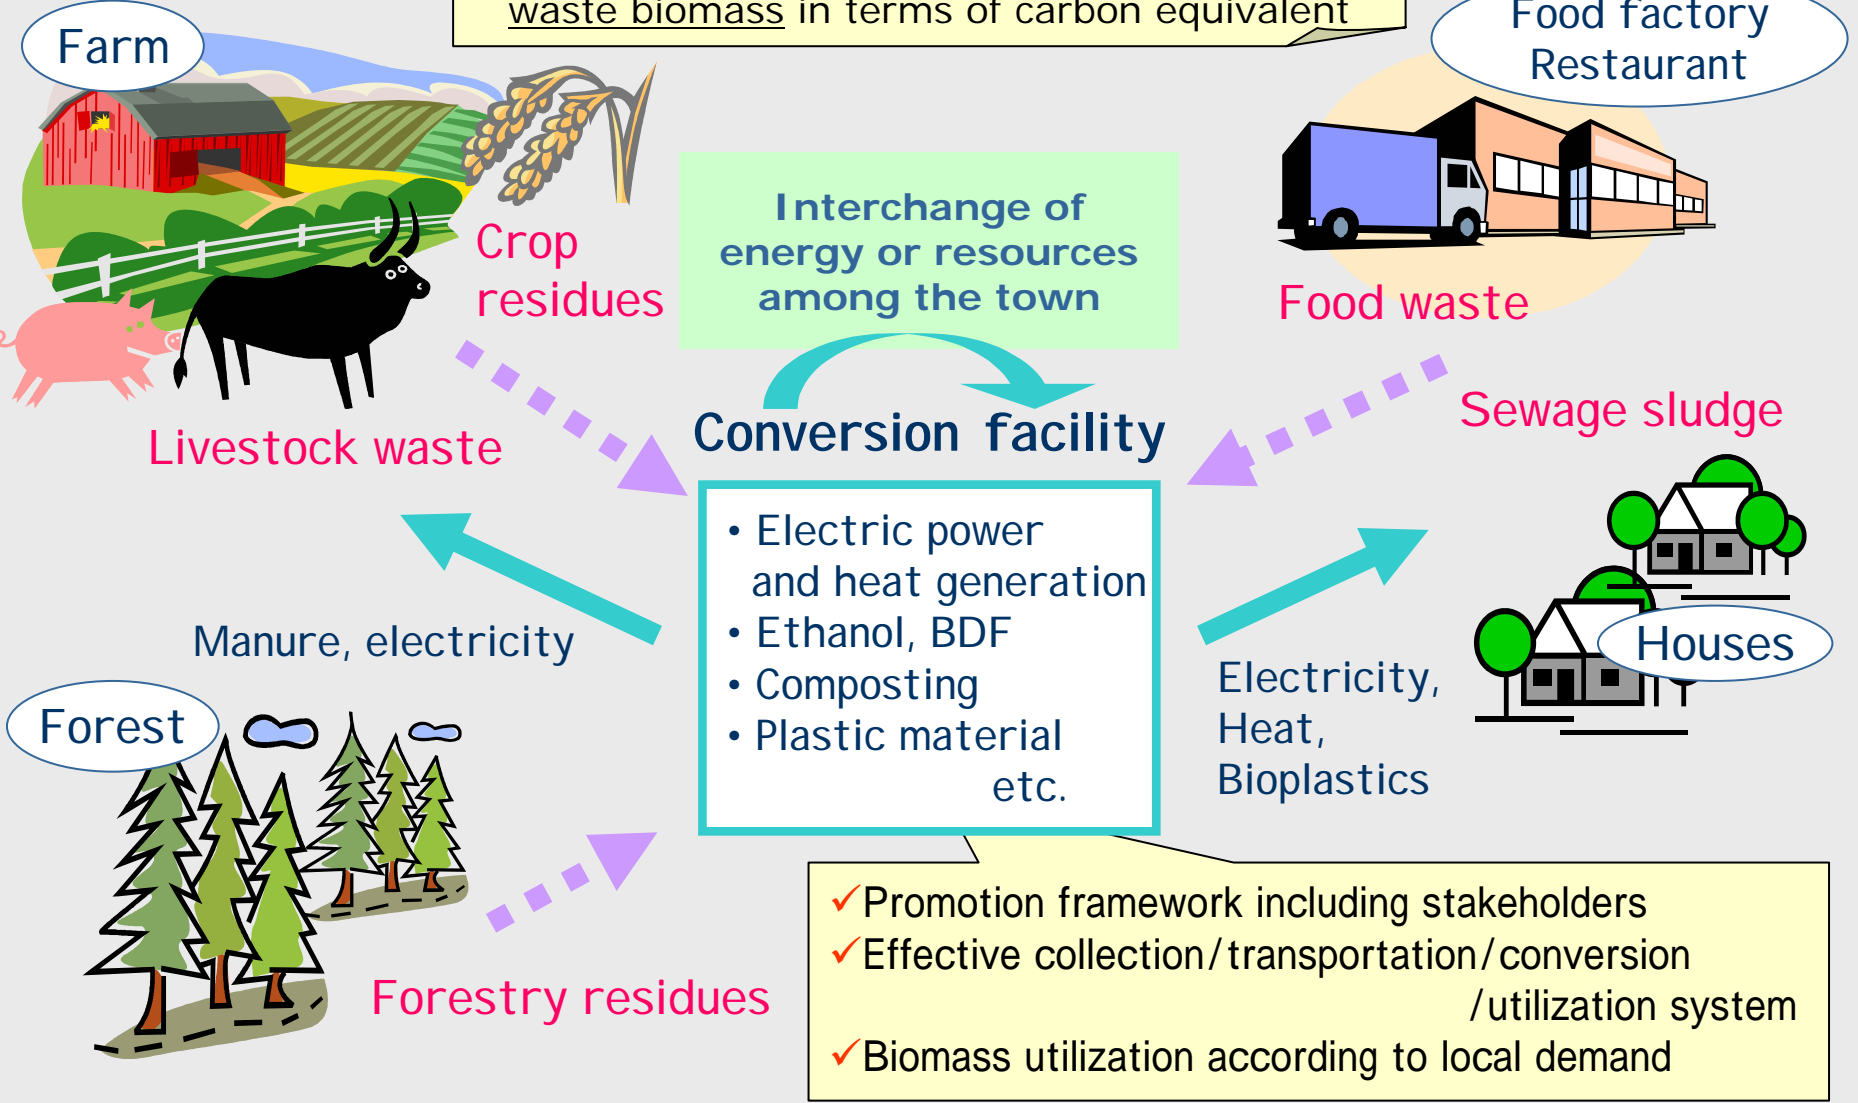 waste biomass in terms of carbon equivalent
Farm
Food factory
Restaurant
Crop
residues
Interchange of
energy or resources
among the town
Food waste
Livestock waste
Conversion facility
Sewage sludge
• Electric power
and heat generation
• Ethanol, BDF
• Composting
• Plastic material
etc.
Manure, electricity
Houses
Electricity,
Heat,
Bioplastics
Forest
Forestry residues
✓Promotion framework including stakeholders
✓Effective collection/transportation/conversion
/utilization system
✓Biomass utilization according to local demand